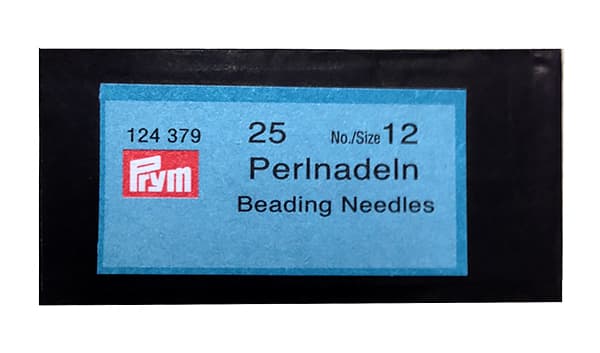 124 379 25 No./Size 12
Prym Perlnadeln
Beading Needles